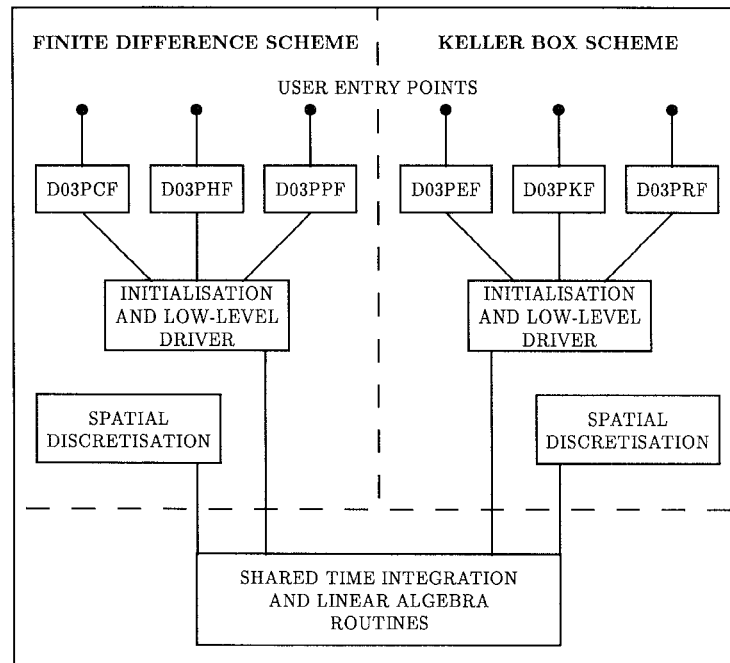 FINITE DIFFERENCE SCHEME
KELLER BOX SCHEME
USER ENTRY POINTS
D03PCF
D03PHF
D03PPF
D03PEF
D03PKF
D03PRF
INITIALISATION
AND LOW-LEVEL
DRIVER
INITIALISATION
AND LOW-LEVEL
DRIVER
SPATIAL
DISCRETISATION
SPATIAL
DISCRETISATION
SHARED TIME INTEGRATION
AND LINEAR ALGEBRA
ROUTINES